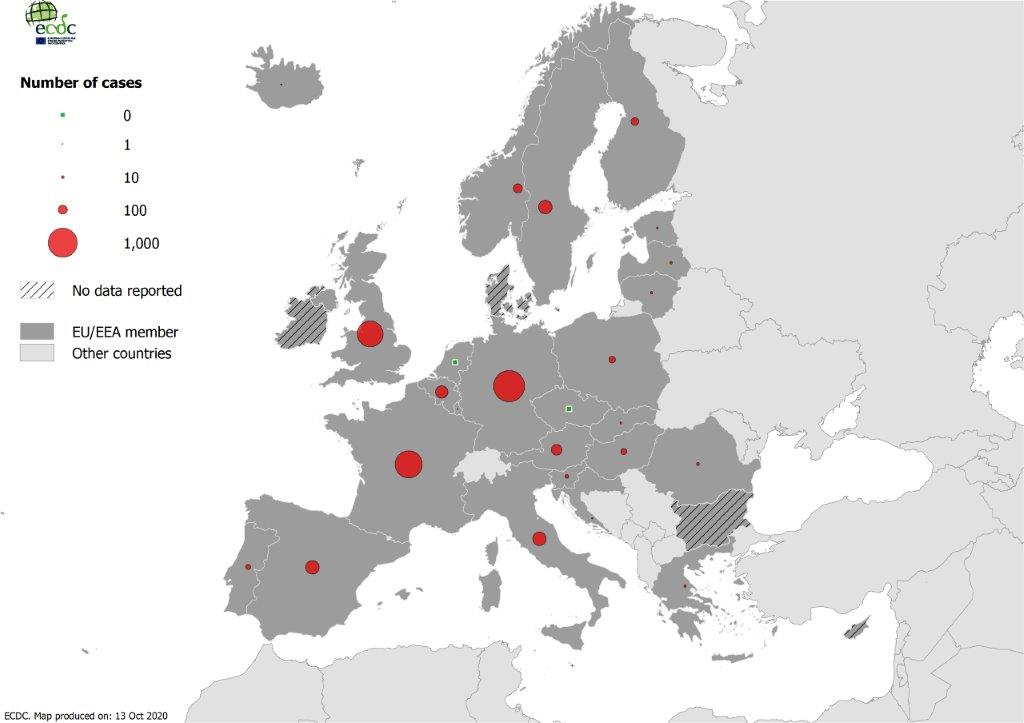 ecdc
Number of cases
0
1
10
100
1,000
No data reported
EU/EEA member
Other countries
ECDC. Map produced on: 13 Oct 2020